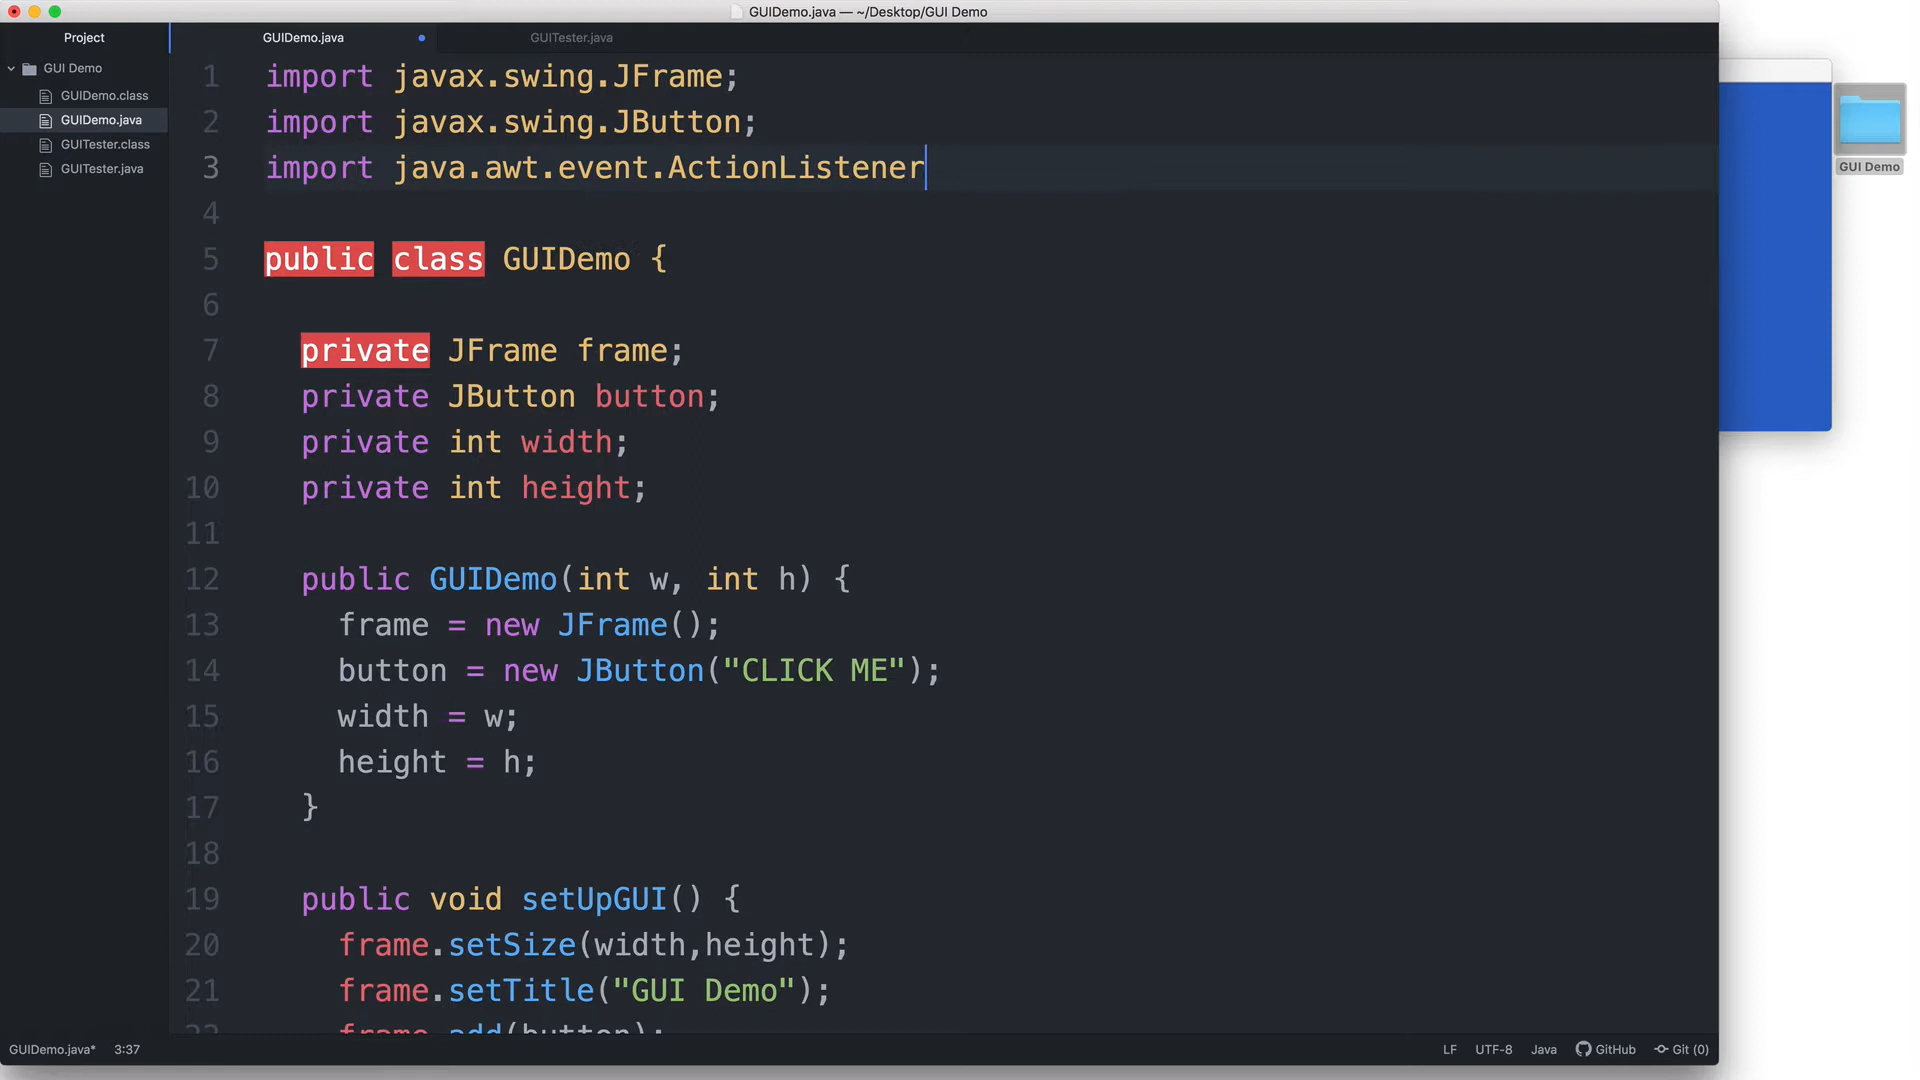 GUIDemo.java — ~/Desktop/GUI Demo
Project
GUIDemo.java
GUITester.java
GUI Demo
GUIDemo.class
GUIDemo.java
GUITester.class
GUITester.java
1 import javax.swing.JFrame;
2 import javax.swing.JButton;
3 import java.awt.event.ActionListener
4
5 public class GUIDemo {
6
7 private JFrame frame;
8 private JButton button;
9 private int width;
10 private int height;
11
12 public GUIDemo(int w, int h) {
13 frame = new JFrame();
14 button = new JButton("CLICK ME");
15 width = w;
16 height = h;
17 }
18
19 public void setUpGUI() {
20 frame.setSize(width,height);
21 frame.setTitle("GUI Demo");
22 frame.add(button);
GUIDemo.java* 3:37
LF UTF-8 Java GitHub Git (0)
GUI Demo